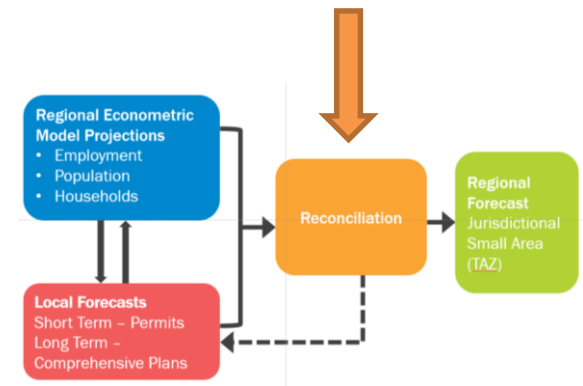 Regional Econometric
Model Projections
• Employment
• Population
• Households
Reconciliation
Regional
Forecast
Jurisdictional
Small Area
(TAZ)
Local Forecasts
Short Term – Permits
Long Term –
Comprehensive Plans